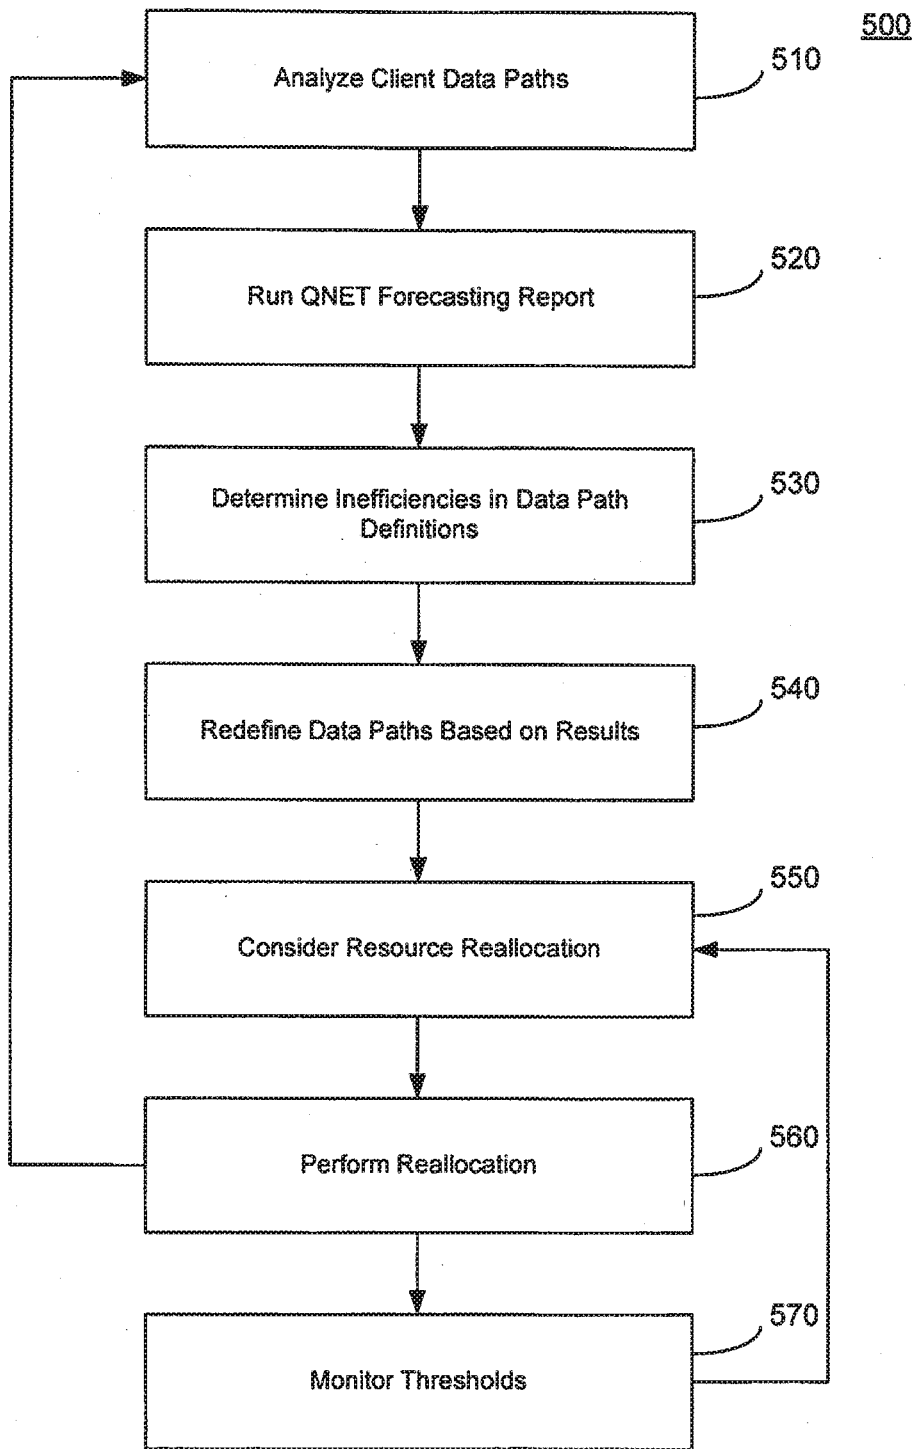 500
Analyze Client Data Paths
510
Run QNET Forecasting Report
520
Determine Inefficiencies in Data Path
Definitions
530
Redefine Data Paths Based on Results
540
Consider Resource Reallocation
550
Perform Reallocation
560
Monitor Thresholds
570